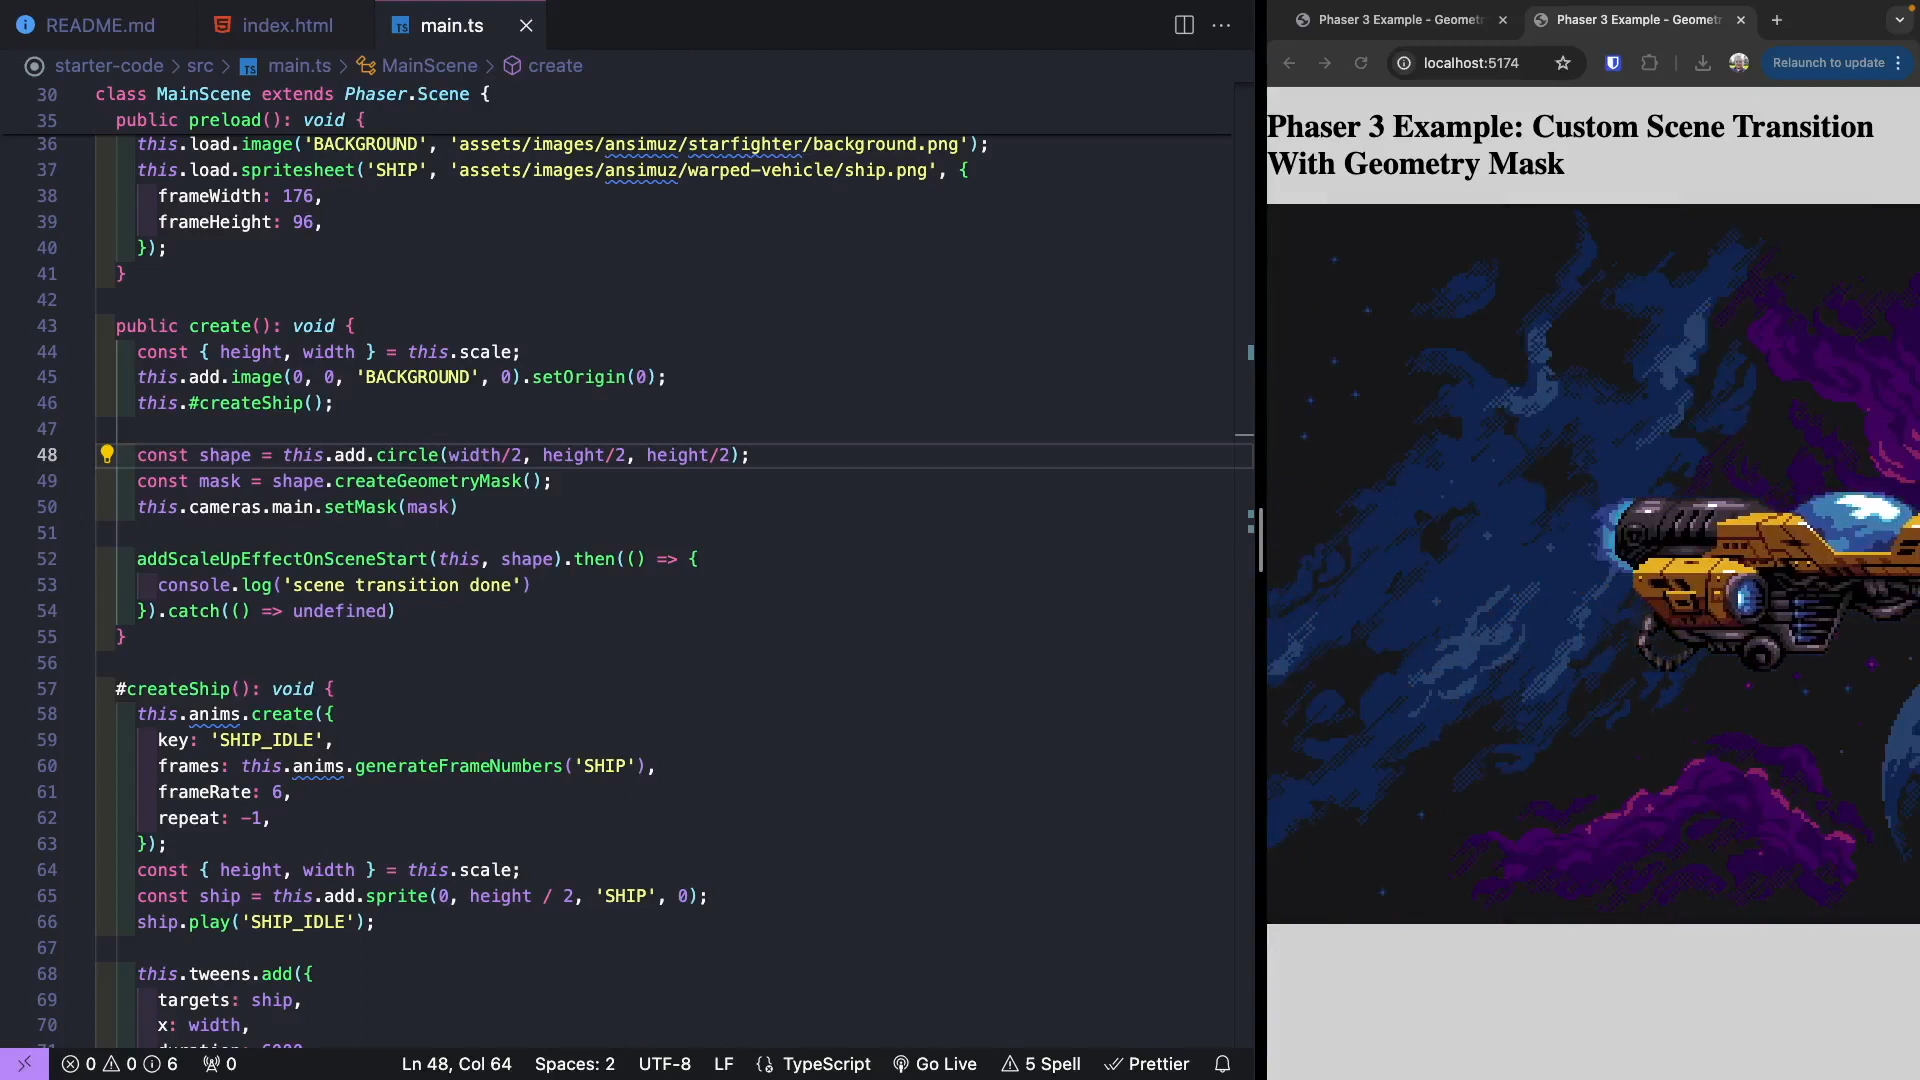 README.md
index.html
main.ts
starter-code > src > main.ts > MainScene > create
30 class MainScene extends Phaser.Scene {
35 public preload(): void {
36 this.load.image('BACKGROUND', 'assets/images/ansimuz/starfighter/background.png');
37 this.load.spritesheet('SHIP', 'assets/images/ansimuz/warped-vehicle/ship.png', {
38 frameWidth: 176,
39 frameHeight: 96,
40 });
41 }
42
43 public create(): void {
44 const { height, width } = this.scale;
45 this.add.image(0, 0, 'BACKGROUND', 0).setOrigin(0);
46 this.#createShip();
47
48 const shape = this.add.circle(width/2, height/2, height/2);
49 const mask = shape.createGeometryMask();
50 this.cameras.main.setMask(mask)
51
52 addScaleUpEffectOnSceneStart(this, shape).then(() => {
53 console.log('scene transition done')
54 }).catch(() => undefined)
55 }
56
57 #createShip(): void {
58 this.anims.create({
59 key: 'SHIP_IDLE',
60 frames: this.anims.generateFrameNumbers('SHIP'),
61 frameRate: 6,
62 repeat: -1,
63 });
64 const { height, width } = this.scale;
65 const ship = this.add.sprite(0, height / 2, 'SHIP', 0);
66 ship.play('SHIP_IDLE');
67
68 this.tweens.add({
69 targets: ship,
70 x: width,
0 0 6 0
Ln 48, Col 64 Spaces: 2 UTF-8 LF TypeScript Go Live 5 Spell Prettier
Phaser 3 Example - Geomet
Phaser 3 Example - Geomet
localhost:5174
Relaunch to update
Phaser 3 Example: Custom Scene Transition
With Geometry Mask